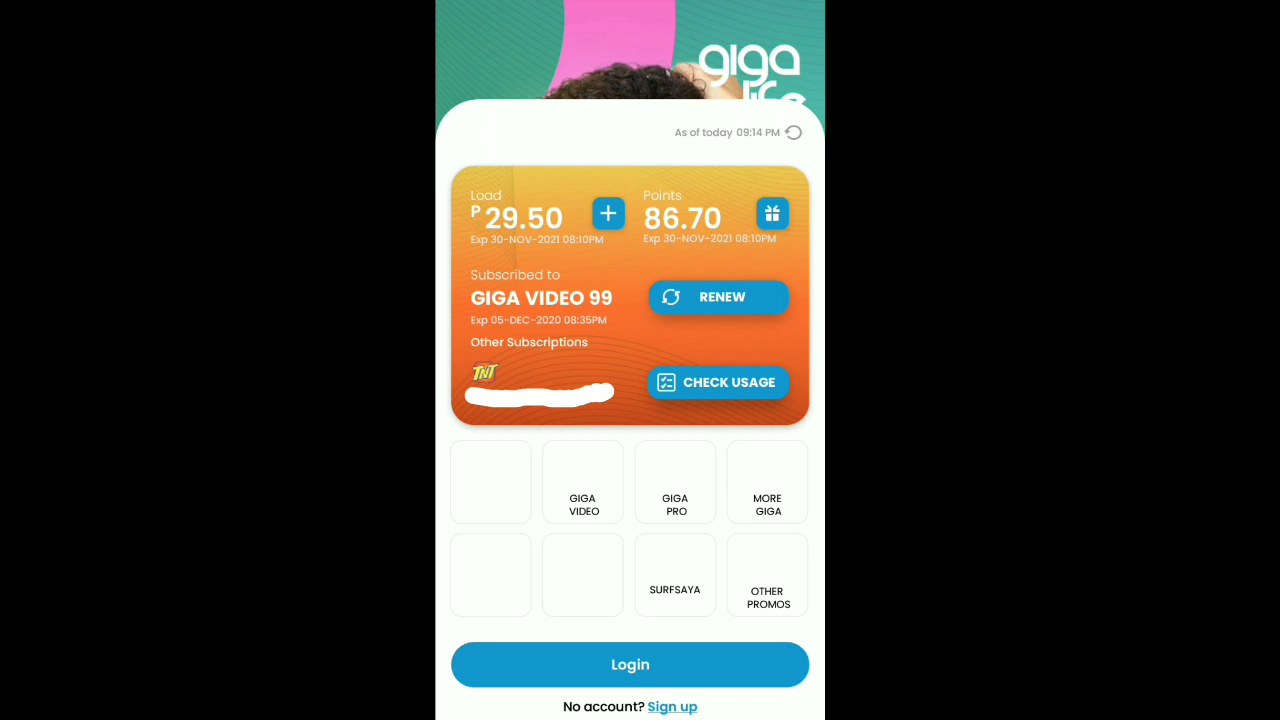 giga
life
As of today 09:14 PM
Load
Points
P 29.50
86.70
Exp 30-NOV-2021 08:10PM
Exp 30-NOV-2021 08:10PM
Subscribed to
GIGA VIDEO 99
RENEW
Exp 05-DEC-2020 08:35PM
Other Subscriptions
TNT
CHECK USAGE
GIGA
VIDEO
GIGA
PRO
MORE
GIGA
SURFSAYA
OTHER
PROMOS
Login
No account? Sign up